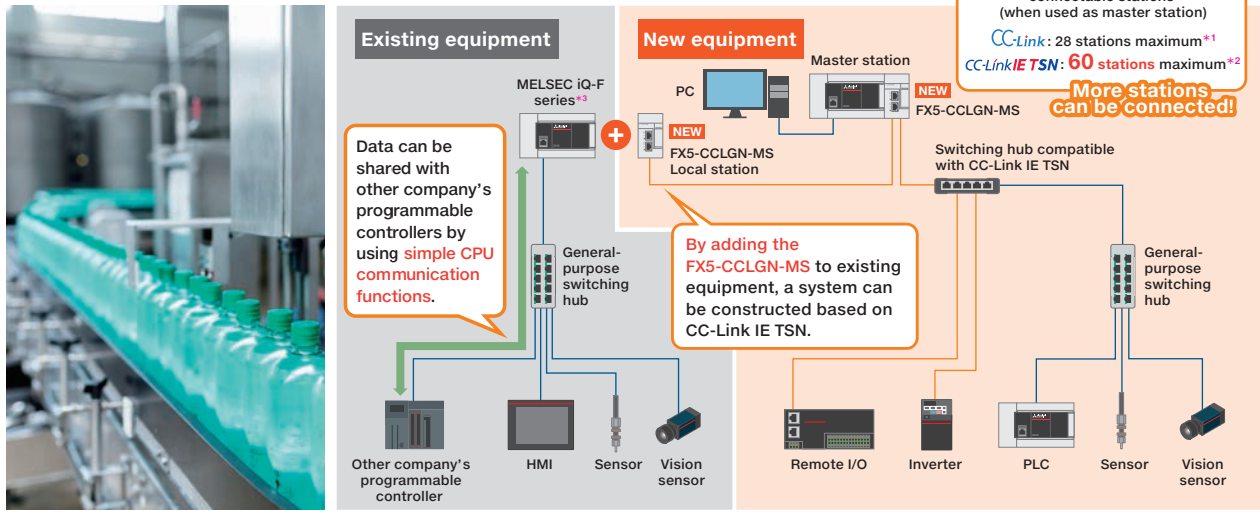 (when used as master station)
CC-Link : 28 stations maximum*1
CC-Link IE TSN : 60 stations maximum*2
More stations
can be connected!
Existing equipment
New equipment
MELSEC iQ-F
series*3
NEW
FX5-CCLGN-MS
Local station
PC
Master station
NEW
FX5-CCLGN-MS
Switching hub compatible
with CC-Link IE TSN
Data can be
shared with
other company's
programmable
controllers by
using simple CPU
communication
functions.
General-
purpose
switching
hub
By adding the
FX5-CCLGN-MS to existing
equipment, a system can
be constructed based on
CC-Link IE TSN.
General-
purpose
switching
hub
Other company's
programmable
controller
HMI
Sensor
Vision
sensor
Remote I/O
Inverter
PLC
Sensor
Vision
sensor